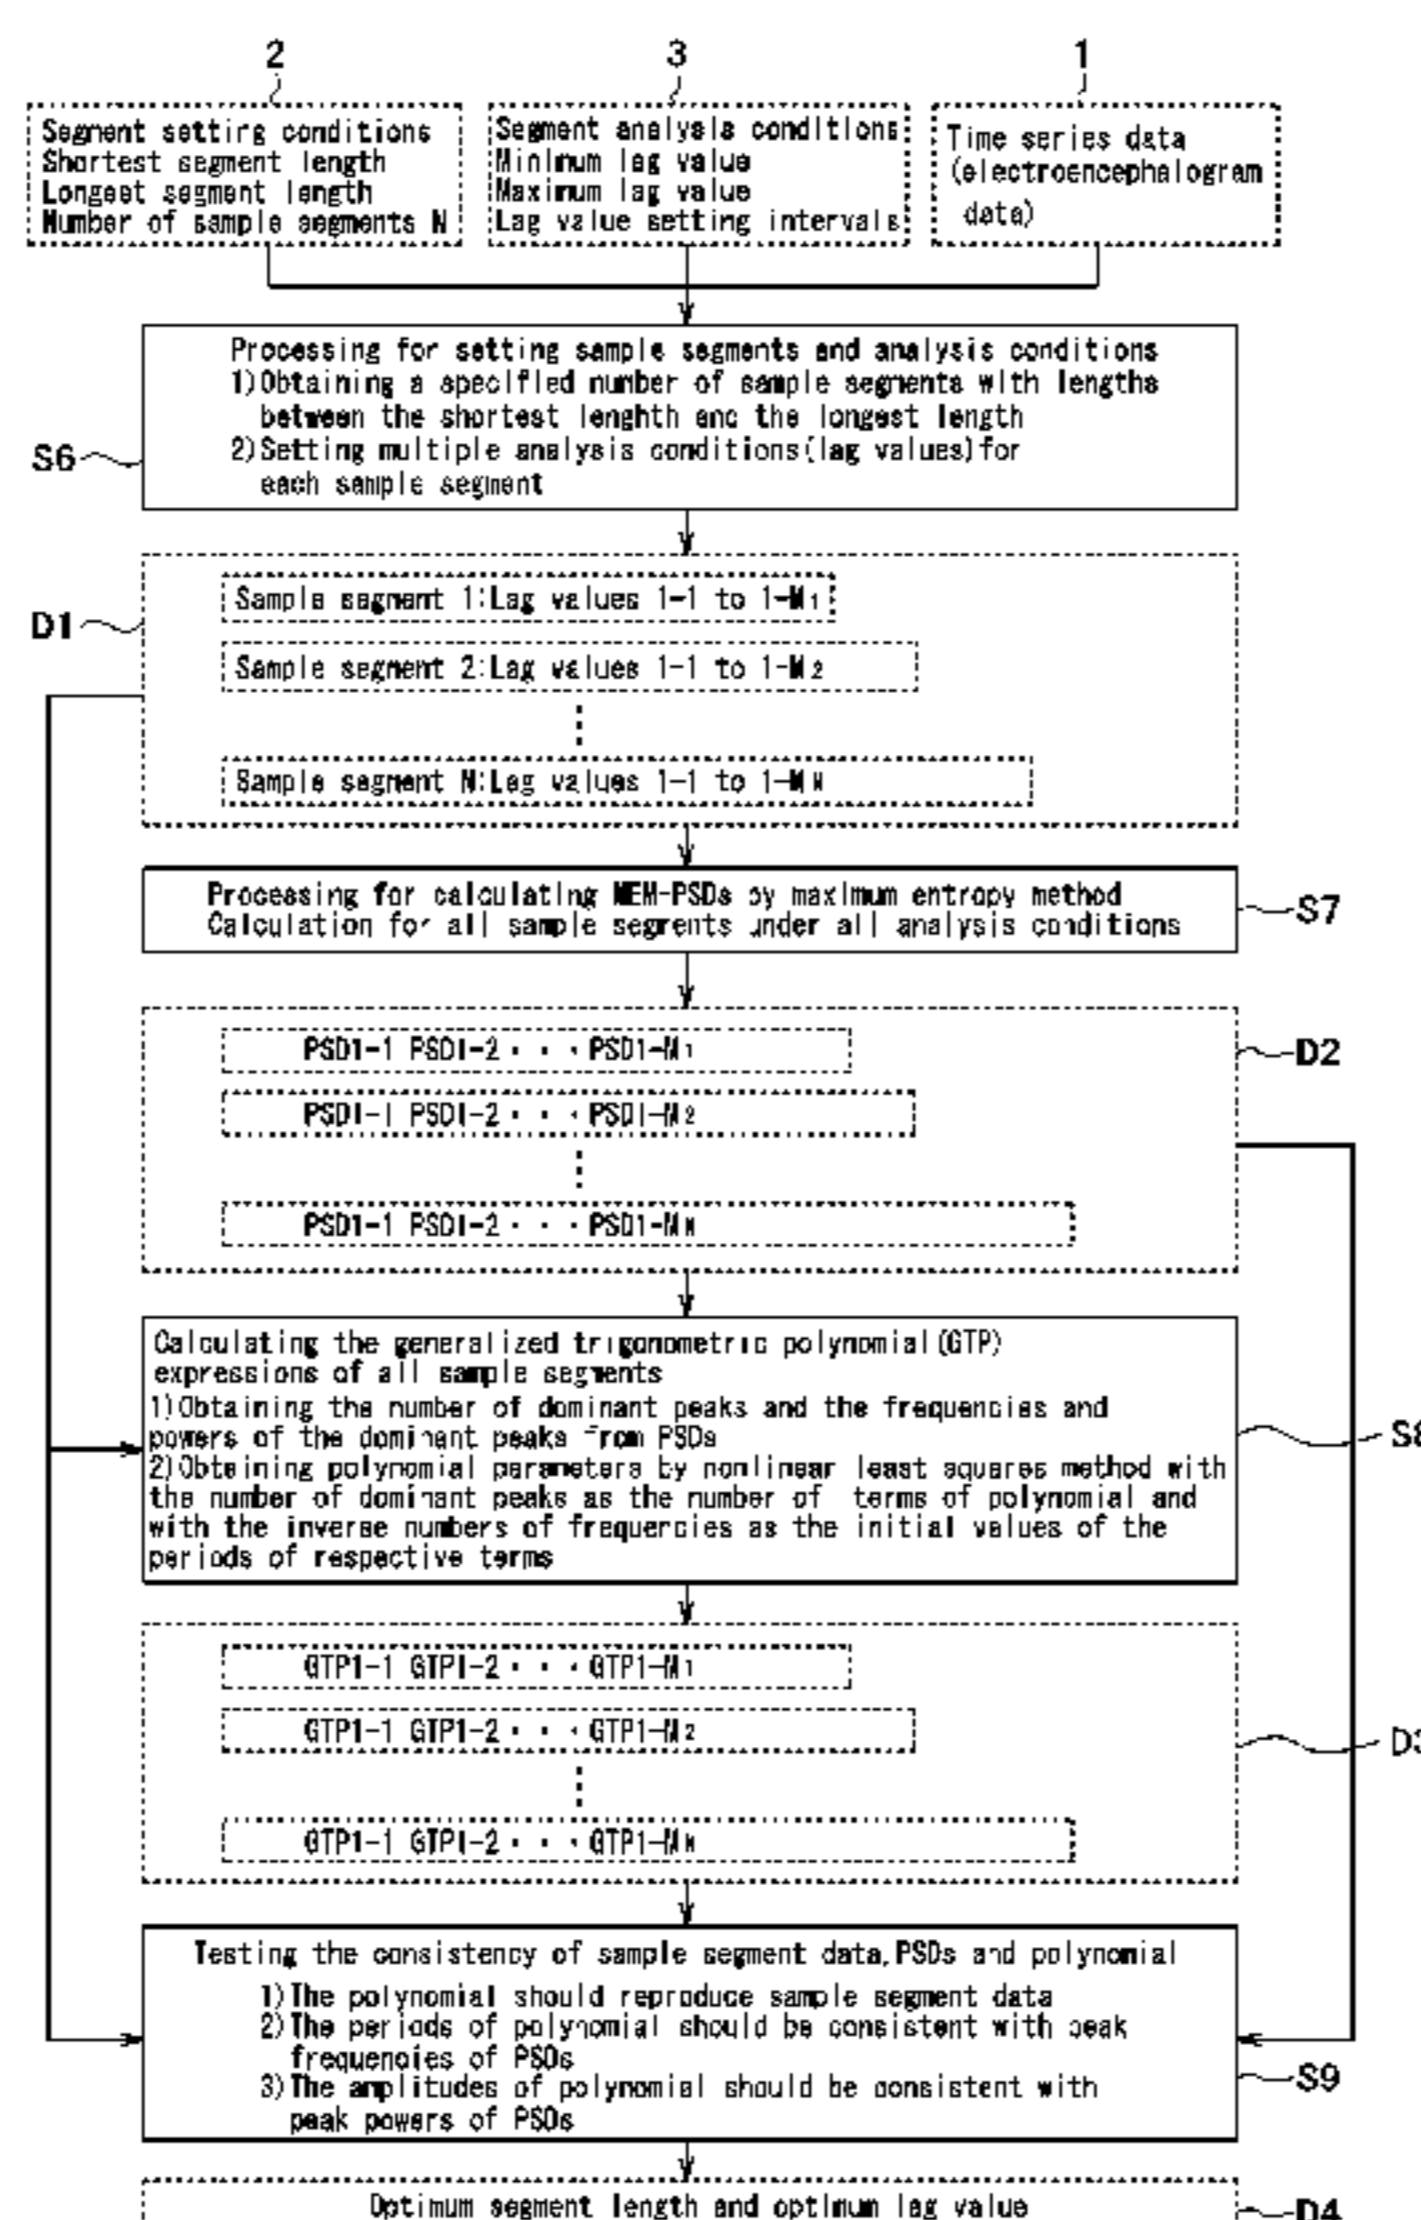 2
3
1
Segment setting conditions
Shortest segment length
Longest segment length
Number of sample segments N
Segment analysis conditions
Minimum lag value
Maximum lag value
Lag value setting intervals
Time series data
(electroencephalogram
data)
Processing for setting sample segments and analysis conditions
1)Obtaining a specified number of sample segments with lengths
between the shortest lenghth and the longest length
2)Setting multiple analysis conditions(lag values)for
each sample segment
S6
D1
Sample segment 1:Lag values 1-1 to 1-M1
Sample segment 2:Lag values 1-1 to 1-M2
Sample segment N:Lag values 1-1 to 1-MN
Processing for calculating MEM-PSDs by maximum entropy method
Calculation for all sample segments under all analysis conditions
S7
PSD1-1 PSD1-2 · · · PSD1-M1
D2
PSD1-1 PSD1-2 · · · PSD1-M2
PSD1-1 PSD1-2 · · · PSD1-MN
Calculating the generalized trigonometric polynomial(GTP)
expressions of all sample segments
1)Obtaining the number of dominant peaks and the frequencies and
powers of the dominant peaks from PSDs
2)Obtaining polynomial parameters by nonlinear least squares method with
the number of dominant peaks as the number of terms of polynomial and
with the inverse numbers of frequencies as the initial values of the
periods of respective terms
S8
GTP1-1 GTP1-2 · · · GTP1-M1
GTP1-1 GTP1-2 · · · GTP1-M2
D3
GTP1-1 GTP1-2 · · · GTP1-MN
Testing the consistency of sample segment data,PSDs and polynomial
1)The polynomial should reproduce sample segment data
2)The periods of polynomial should be consistent with peak
frequencies of PSDs
3)The amplitudes of polynomial should be consistent with
peak powers of PSDs
S9
Optimum segment length and optimum lag value
D4